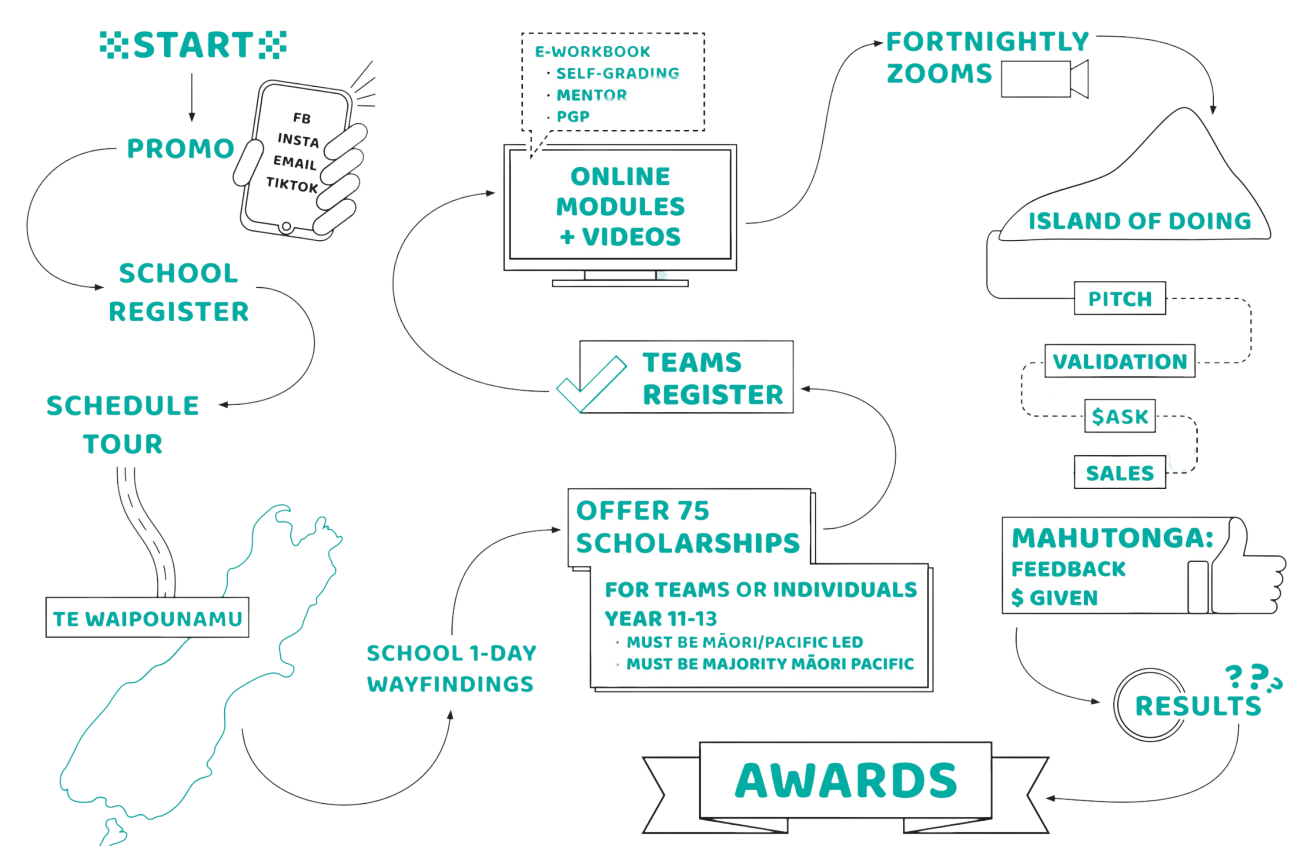 START
PROMO
FB
INSTA
EMAIL
TIKTOK
SCHOOL
REGISTER
SCHEDULE
TOUR
TE WAIPOUNAMU
SCHOOL 1-DAY
WAYFINDINGS
OFFER 75
SCHOLARSHIPS
FOR TEAMS OR INDIVIDUALS
YEAR 11-13
· MUST BE MĀORI/PACIFIC LED
· MUST BE MAJORITY MĀORI PACIFIC
TEAMS
REGISTER
E-WORKBOOK
· SELF-GRADING
· MENTOR
· PGP
ONLINE
MODULES
+ VIDEOS
FORTNIGHTLY
ZOOMS
ISLAND OF DOING
PITCH
VALIDATION
$ASK
SALES
MAHUTONGA:
FEEDBACK
$ GIVEN
???
RESULTS
AWARDS